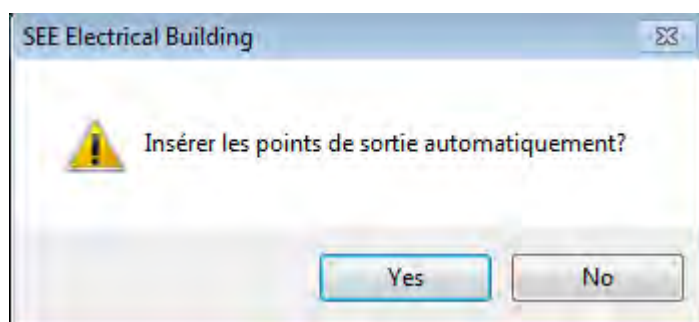 SEE Electrical Building
Insérer les points de sortie automatiquement?
Yes
No